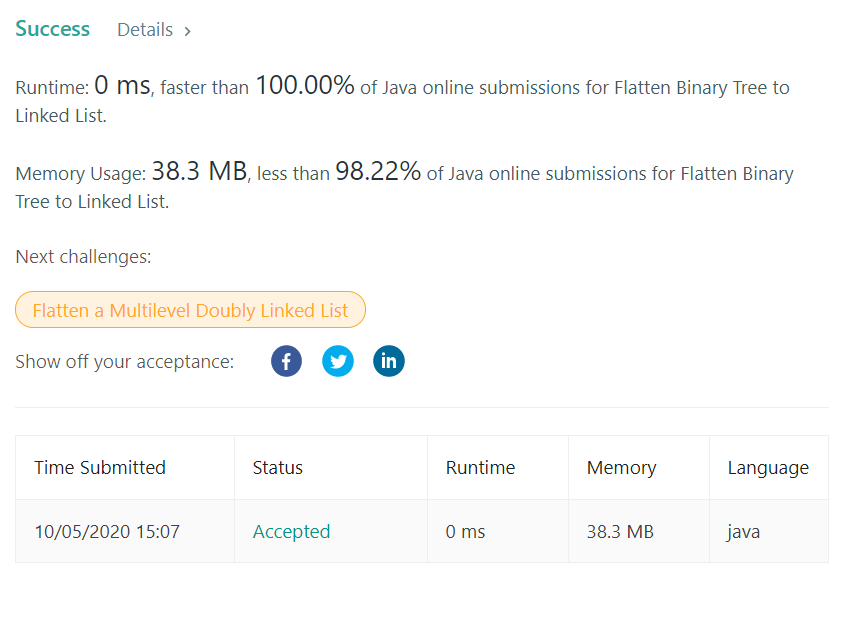 Success Details >
Runtime: 0 ms, faster than 100.00% of Java online submissions for Flatten Binary Tree to
Linked List.
Memory Usage: 38.3 MB, less than 98.22% of Java online submissions for Flatten Binary
Tree to Linked List.
Next challenges:
Flatten a Multilevel Doubly Linked List
Show off your acceptance: f in
Time Submitted Status Runtime Memory Language
10/05/2020 15:07 Accepted 0 ms 38.3 MB java